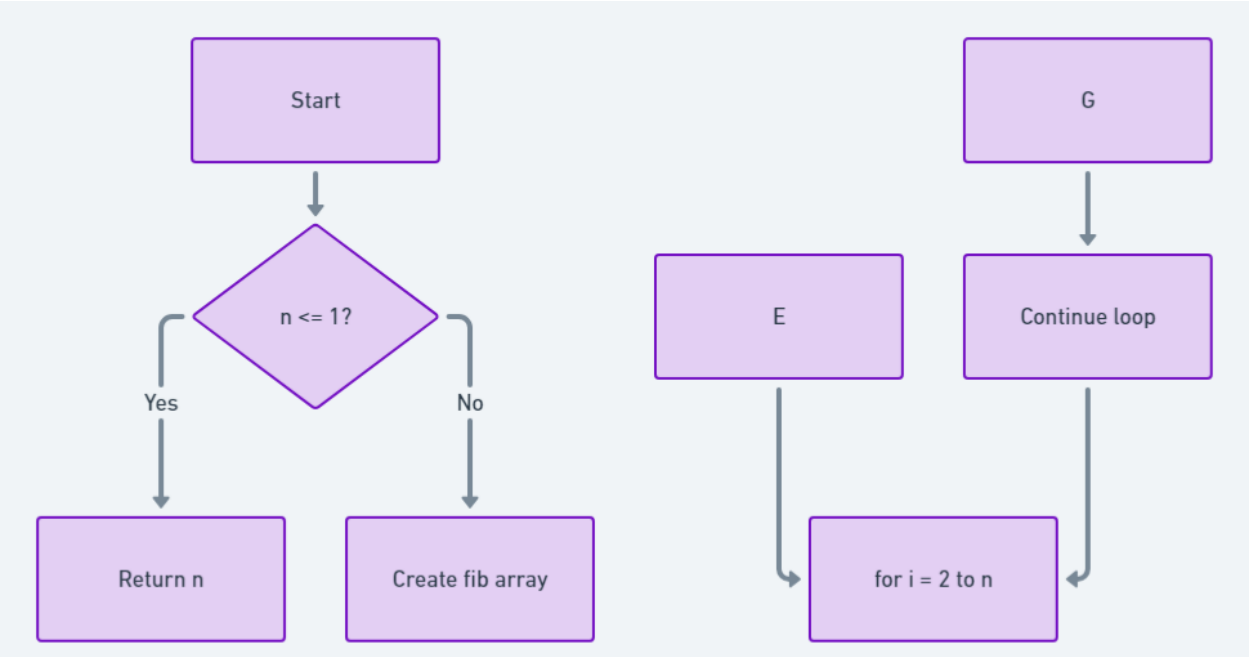 Start
G
n <= 1?
E
Continue loop
Yes
No
Return n
Create fib array
for i = 2 to n